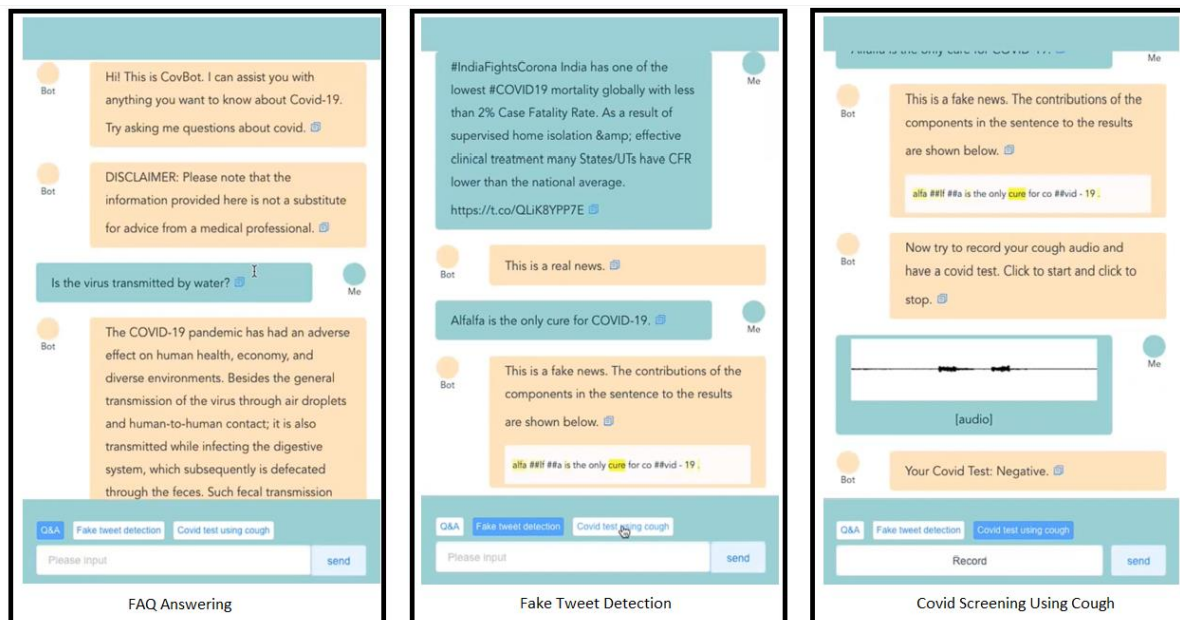 Bot
Hi! This is CovBot. I can assist you with
anything you want to know about Covid-19.
Try asking me questions about covid.
Bot
DISCLAIMER: Please note that the
information provided here is not a substitute
for advice from a medical professional.
Is the virus transmitted by water?
Me
Bot
The COVID-19 pandemic has had an adverse
effect on human health, economy, and
diverse environments. Besides the general
transmission of the virus through air droplets
and human-to-human contact; it is also
transmitted while infecting the digestive
system, which subsequently is defecated
through the feces. Such fecal transmission
Q&A Fake tweet detection Covid test using cough
Please input send
FAQ Answering
#IndiaFightsCorona India has one of the
lowest #COVID19 mortality globally with less
than 2% Case Fatality Rate. As a result of
supervised home isolation &amp; effective
clinical treatment many States/UTs have CFR
lower than the national average.
https://t.co/QLiK8YPP7E
Me
Bot
This is a real news.
Alfalfa is the only cure for COVID-19.
Me
Bot
This is a fake news. The contributions of the
components in the sentence to the results
are shown below.
alfa ##lf ##a is the only cure for co ##vid - 19 .
Q&A Fake tweet detection Covid test using cough
Please input send
Fake Tweet Detection
Alfalfa is the only cure for COVID-19.
Me
Bot
This is a fake news. The contributions of the
components in the sentence to the results
are shown below.
alfa ##lf ##a is the only cure for co ##vid - 19 .
Bot
Now try to record your cough audio and
have a covid test. Click to start and click to
stop.
Me
[audio]
Bot
Your Covid Test: Negative.
Q&A Fake tweet detection Covid test using cough
Record send
Covid Screening Using Cough